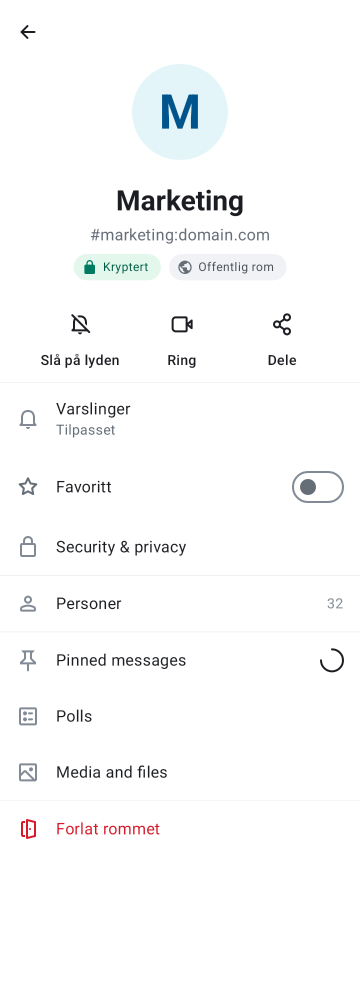 M
Marketing
#marketing:domain.com
Kryptert
Offentlig rom
Slå på lyden
Ring
Dele
Varslinger
Tilpasset
Favoritt
Security & privacy
Personer
32
Pinned messages
Polls
Media and files
Forlat rommet